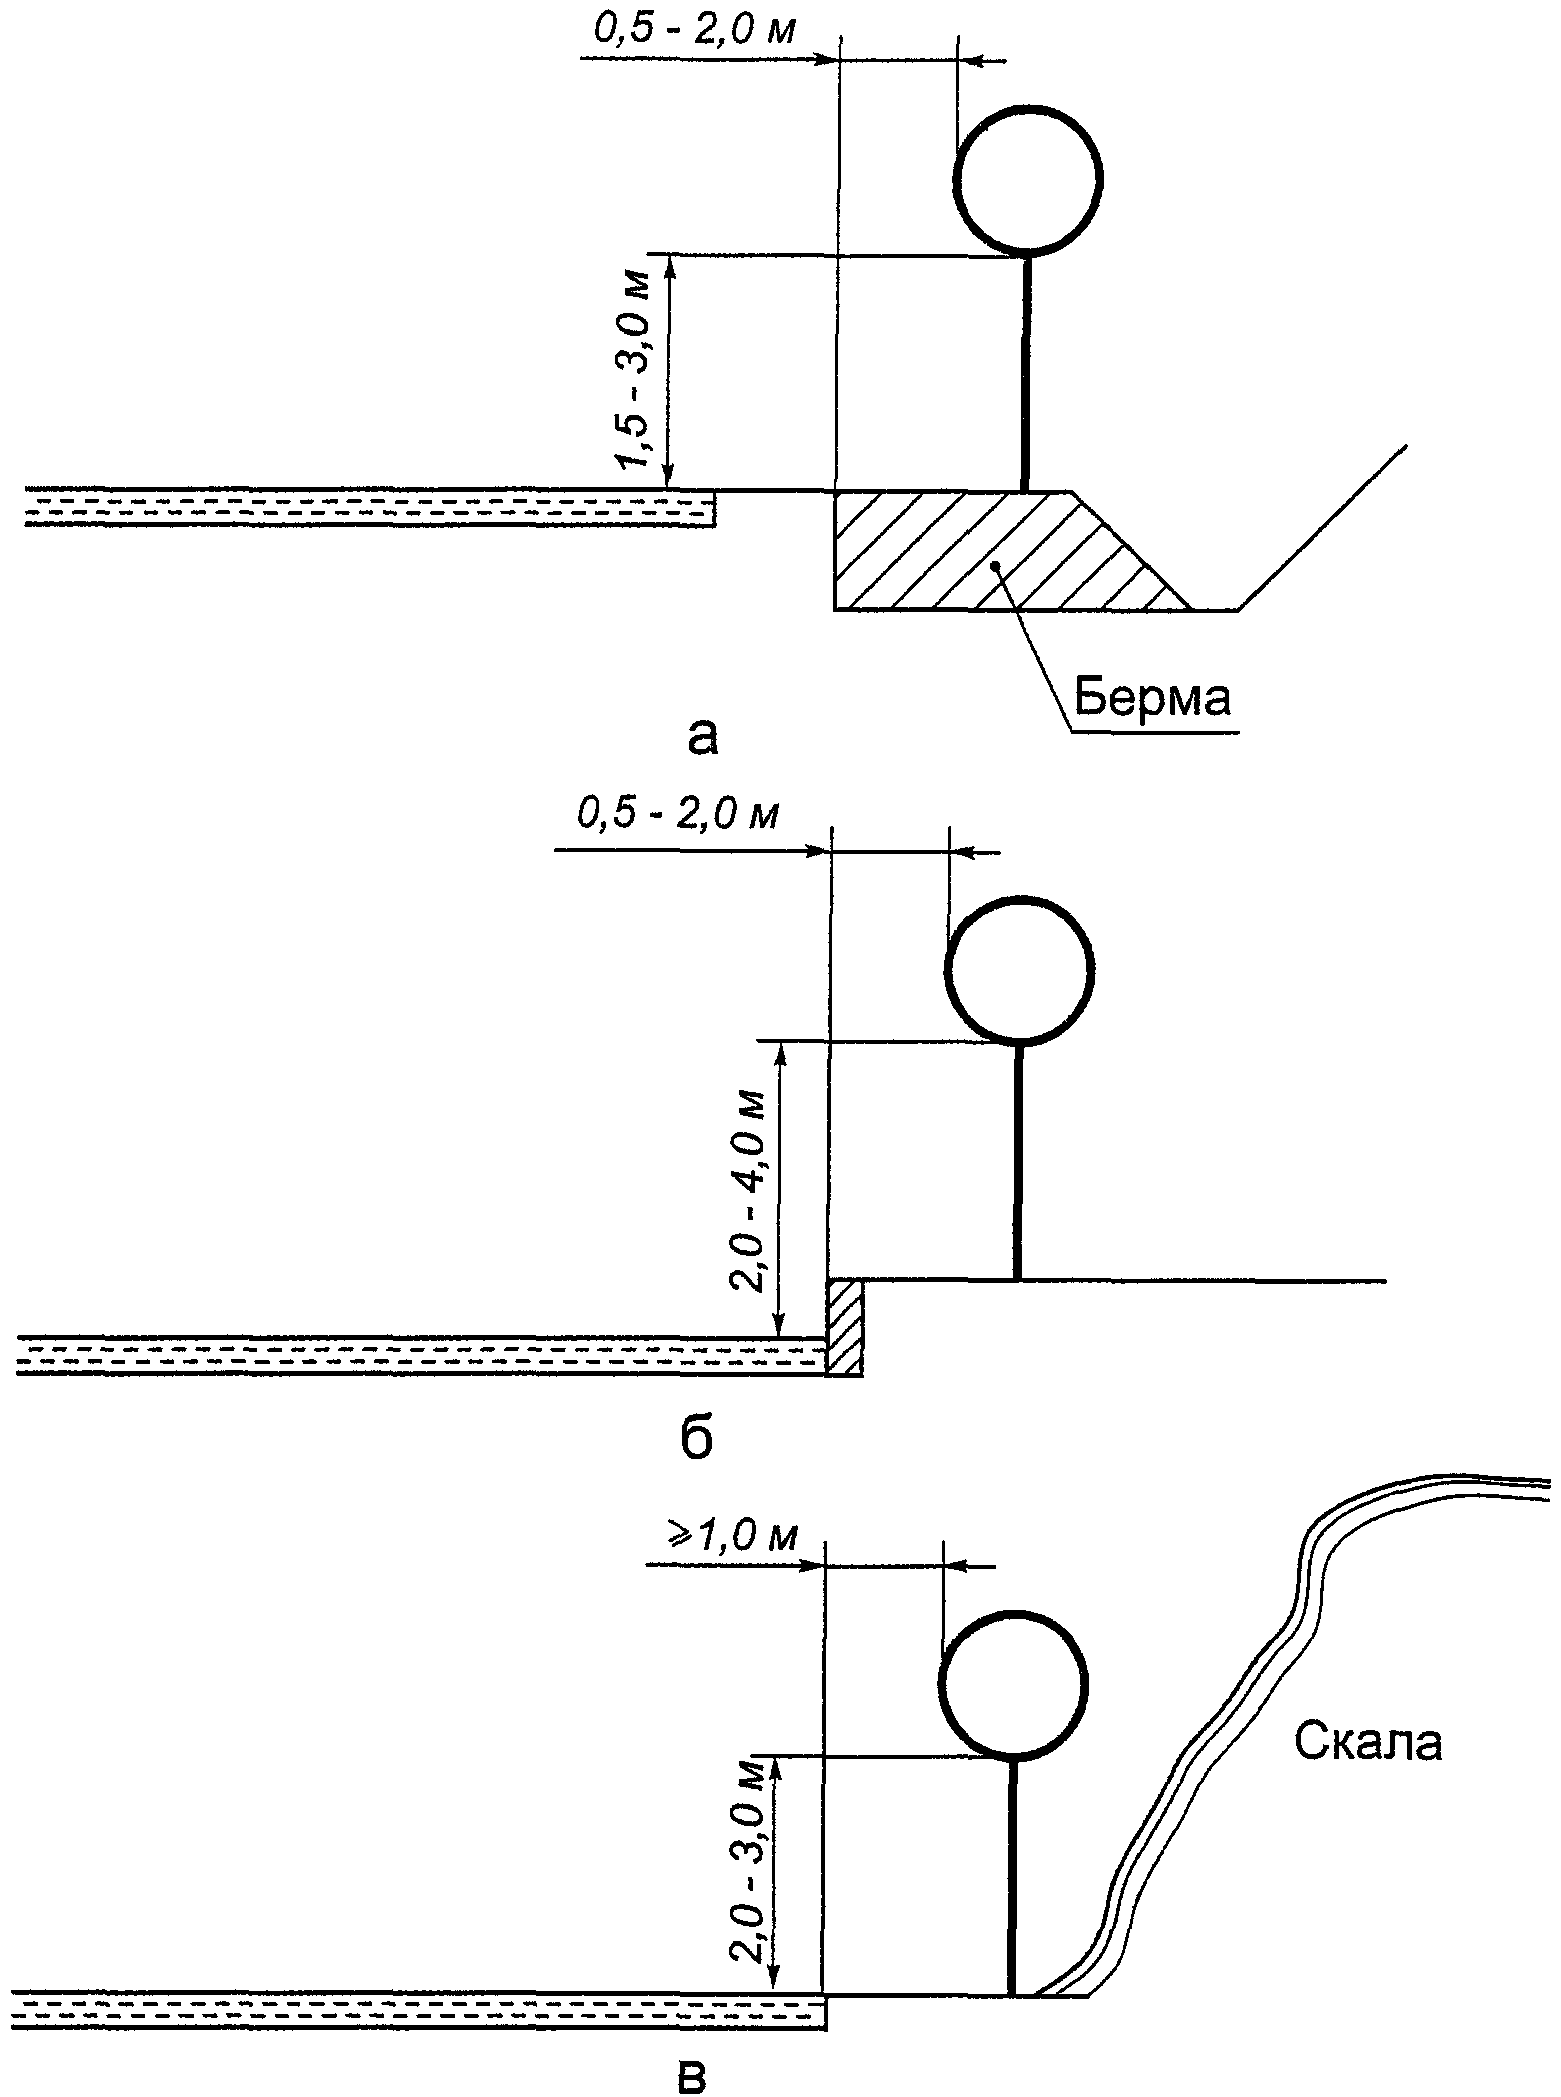 0,5 - 2,0 м
1,5 - 3,0 м
Берма
а
0,5 - 2,0 м
2,0 - 4,0 м
б
⩾1,0 м
Скала
2,0 - 3,0 м
в